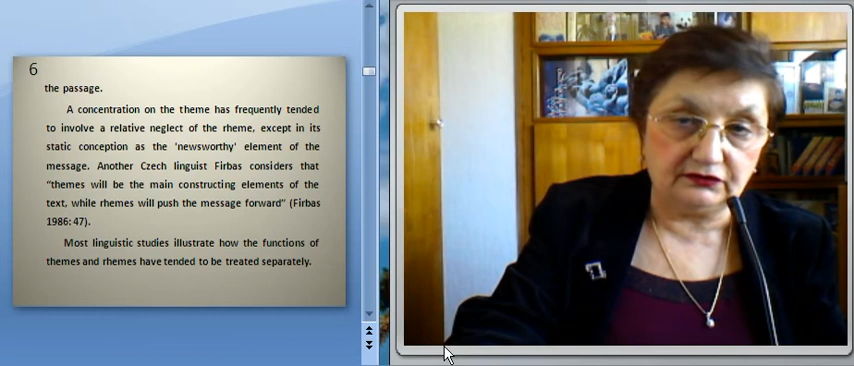 6
the passage.
A concentration on the theme has frequently tended
to involve a relative neglect of the rheme, except in its
static conception as the 'newsworthy' element of the
message. Another Czech linguist Firbas considers that
“themes will be the main constructing elements of the
text, while rhemes will push the message forward” (Firbas
1986: 47).
Most linguistic studies illustrate how the functions of
themes and rhemes have tended to be treated separately.